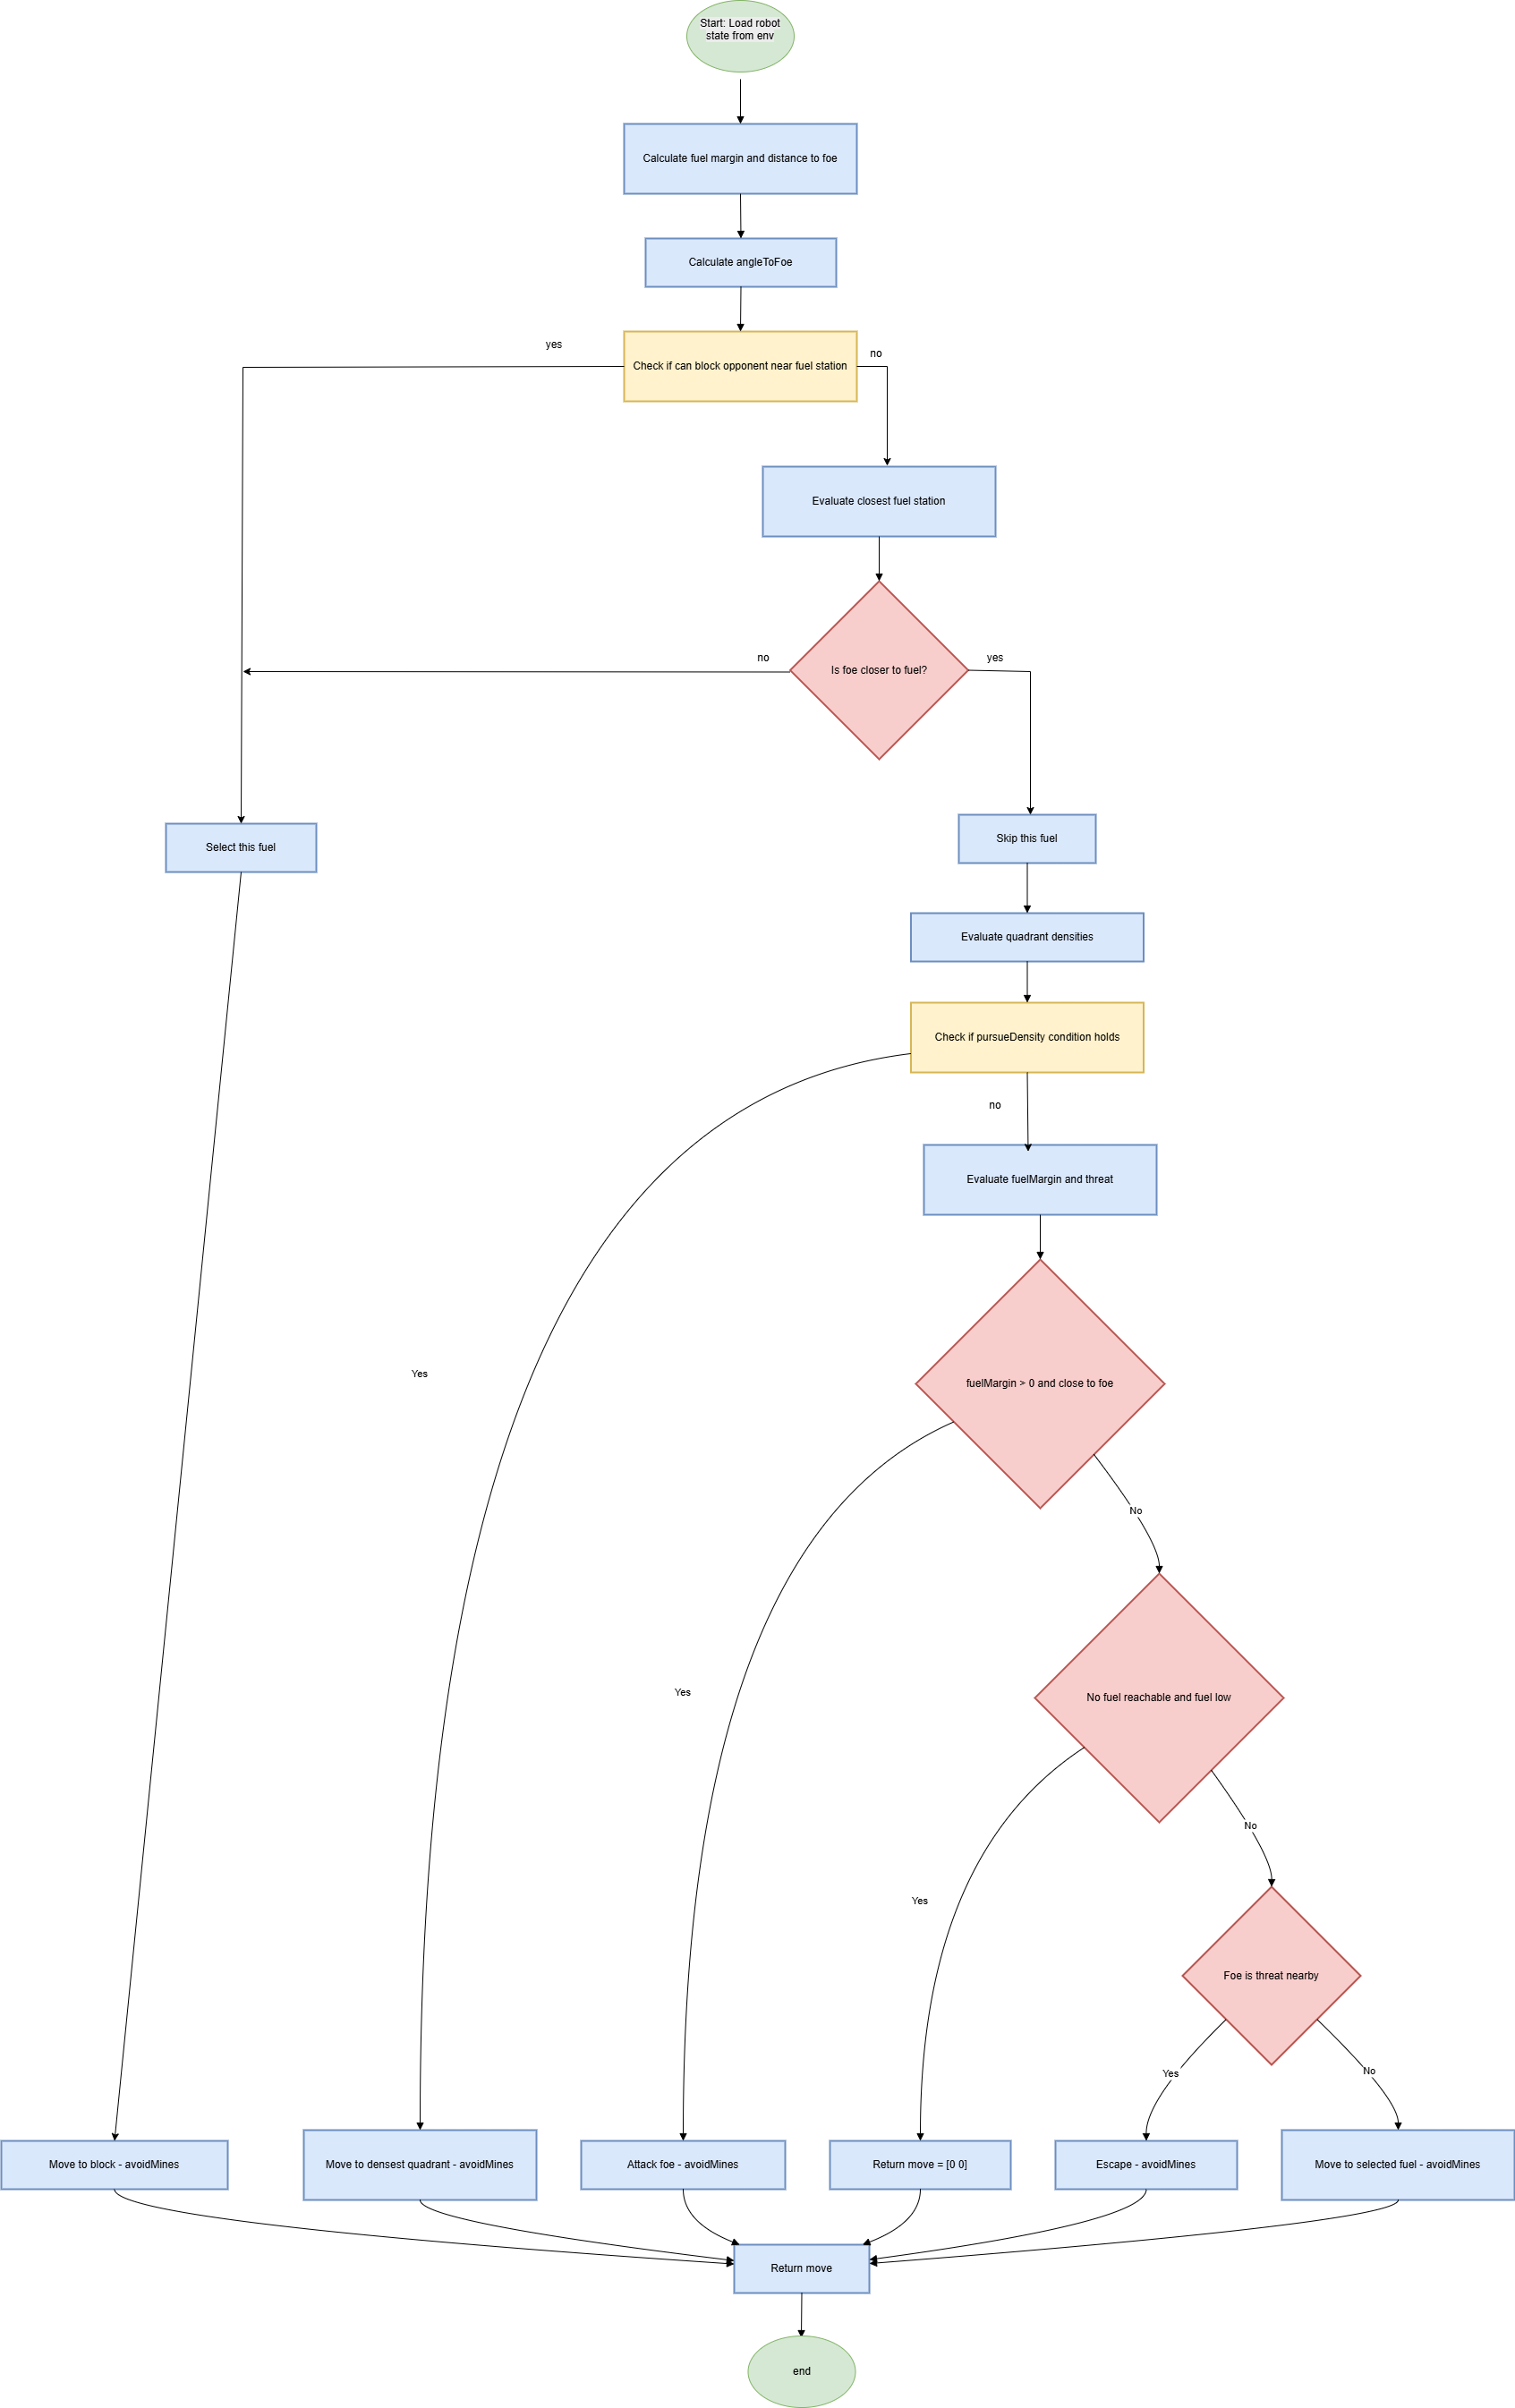 Start: Load robot
state from env
Calculate fuel margin and distance to foe
Calculate angleToFoe
yes
Check if can block opponent near fuel station
no
Evaluate closest fuel station
no
Is foe closer to fuel?
yes
Select this fuel
Skip this fuel
Evaluate quadrant densities
Check if pursueDensity condition holds
no
Evaluate fuelMargin and threat
Yes
fuelMargin > 0 and close to foe
No
Yes
No fuel reachable and fuel low
No
Yes
Foe is threat nearby
Yes
No
Move to block - avoidMines
Move to densest quadrant - avoidMines
Attack foe - avoidMines
Return move = [0 0]
Escape - avoidMines
Move to selected fuel - avoidMines
Return move
end